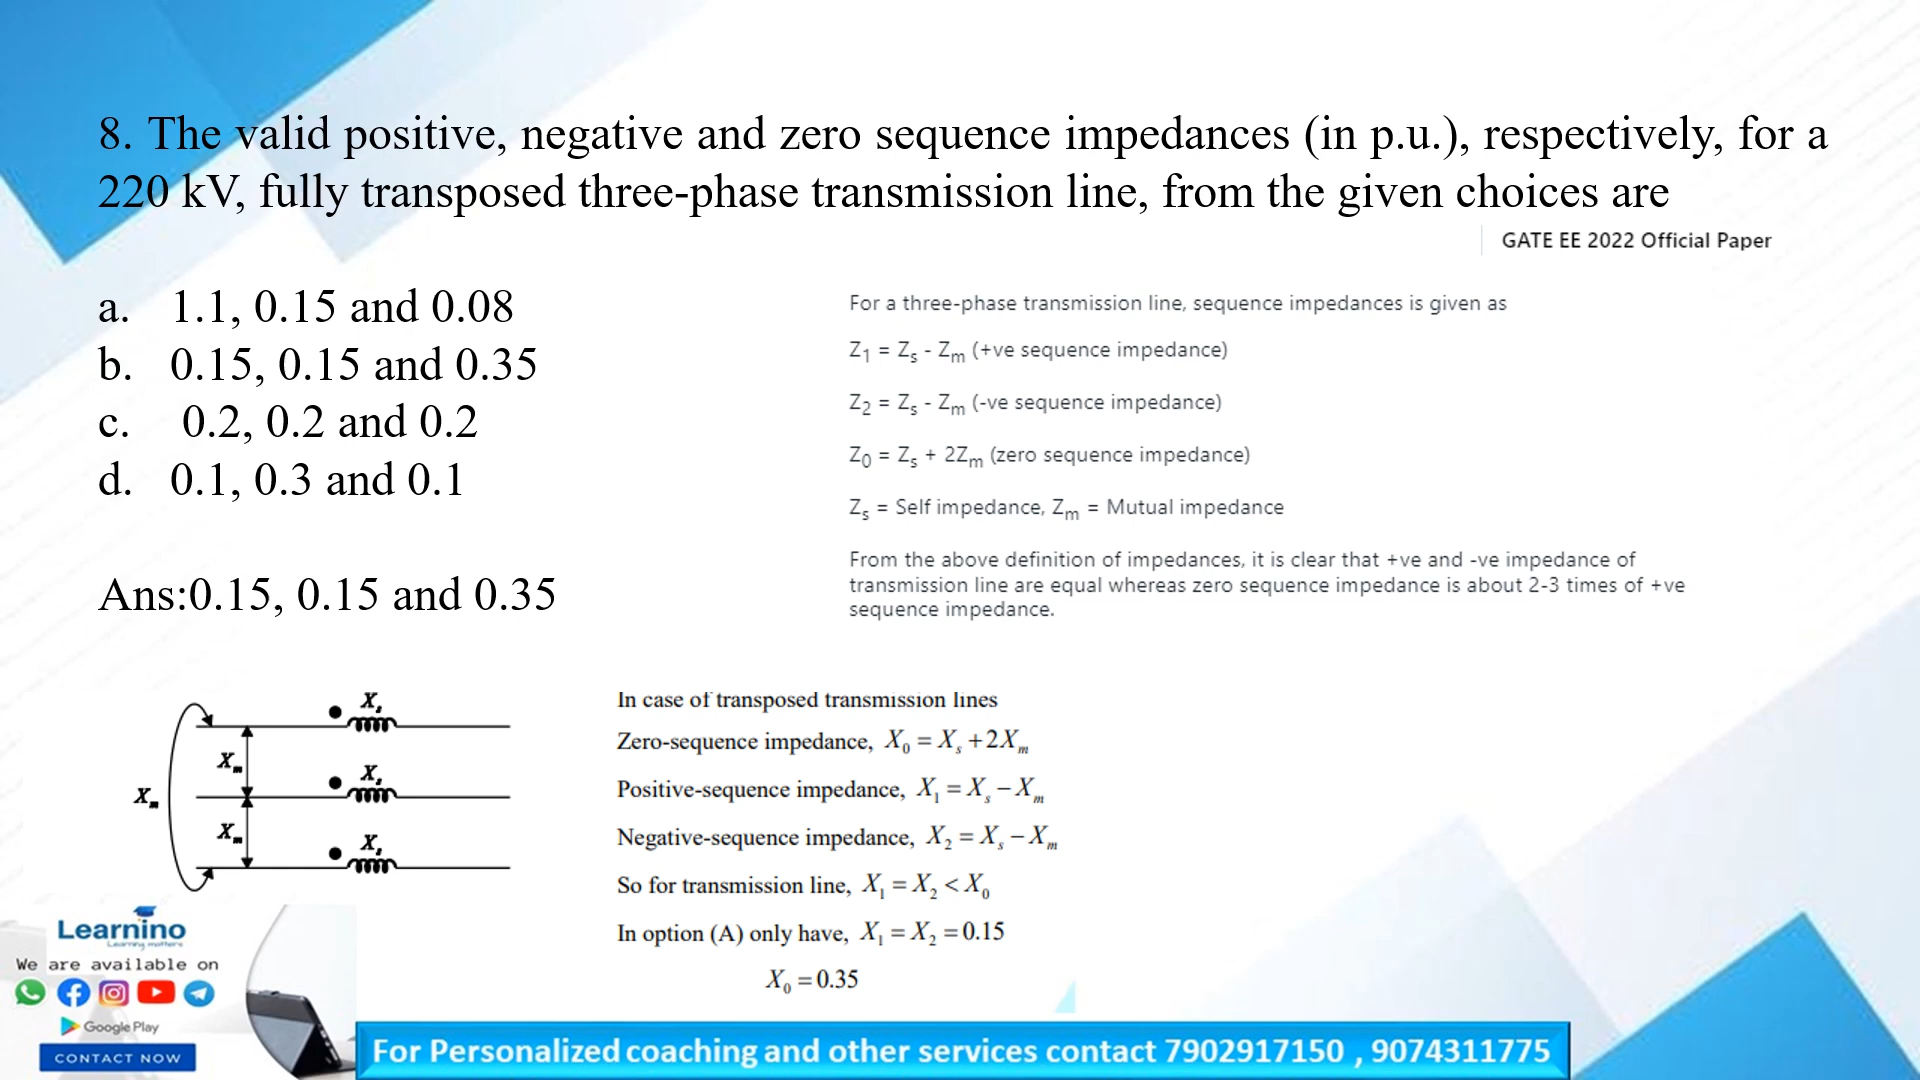 8. The valid positive, negative and zero sequence impedances (in p.u.), respectively, for a
220 kV, fully transposed three-phase transmission line, from the given choices are
GATE EE 2022 Official Paper
a. 1.1, 0.15 and 0.08
b. 0.15, 0.15 and 0.35
c. 0.2, 0.2 and 0.2
d. 0.1, 0.3 and 0.1
Ans:0.15, 0.15 and 0.35
For a three-phase transmission line, sequence impedances is given as
Z₁ = Zₛ - Zₘ (+ve sequence impedance)
Z₂ = Zₛ - Zₘ (-ve sequence impedance)
Z₀ = Zₛ + 2Zₘ (zero sequence impedance)
Zₛ = Self impedance, Zₘ = Mutual impedance
From the above definition of impedances, it is clear that +ve and -ve impedance of
transmission line are equal whereas zero sequence impedance is about 2-3 times of +ve
sequence impedance.
Xₛ
Xₘ
Xₛ
Xₘ
Xₘ
Xₛ
In case of transposed transmission lines
Zero-sequence impedance, X₀ = Xₛ + 2Xₘ
Positive-sequence impedance, X₁ = Xₛ − Xₘ
Negative-sequence impedance, X₂ = Xₛ − Xₘ
So for transmission line, X₁ = X₂ < X₀
In option (A) only have, X₁ = X₂ = 0.15
X₀ = 0.35
Learnino
Learning matters
We are available on
Google Play
CONTACT NOW
For Personalized coaching and other services contact 7902917150 , 9074311775